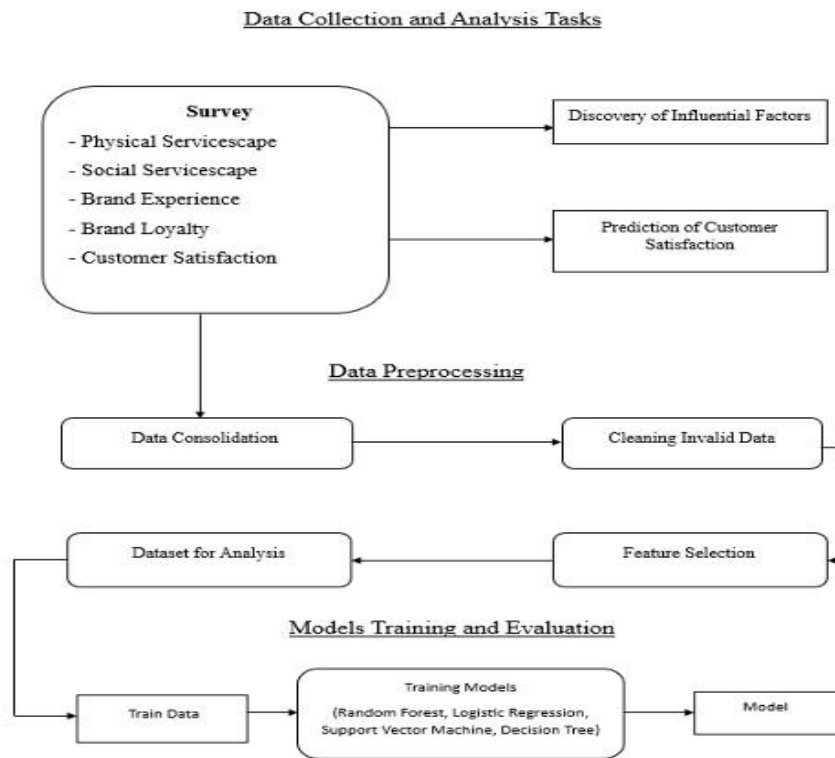 Data Collection and Analysis Tasks
Survey
- Physical Servicescape
- Social Servicescape
- Brand Experience
- Brand Loyalty
- Customer Satisfaction
Discovery of Influential Factors
Prediction of Customer
Satisfaction
Data Preprocessing
Data Consolidation
Cleaning Invalid Data
Dataset for Analysis
Feature Selection
Models Training and Evaluation
Train Data
Training Models
(Random Forest, Logistic Regression,
Support Vector Machine, Decision Tree)
Model